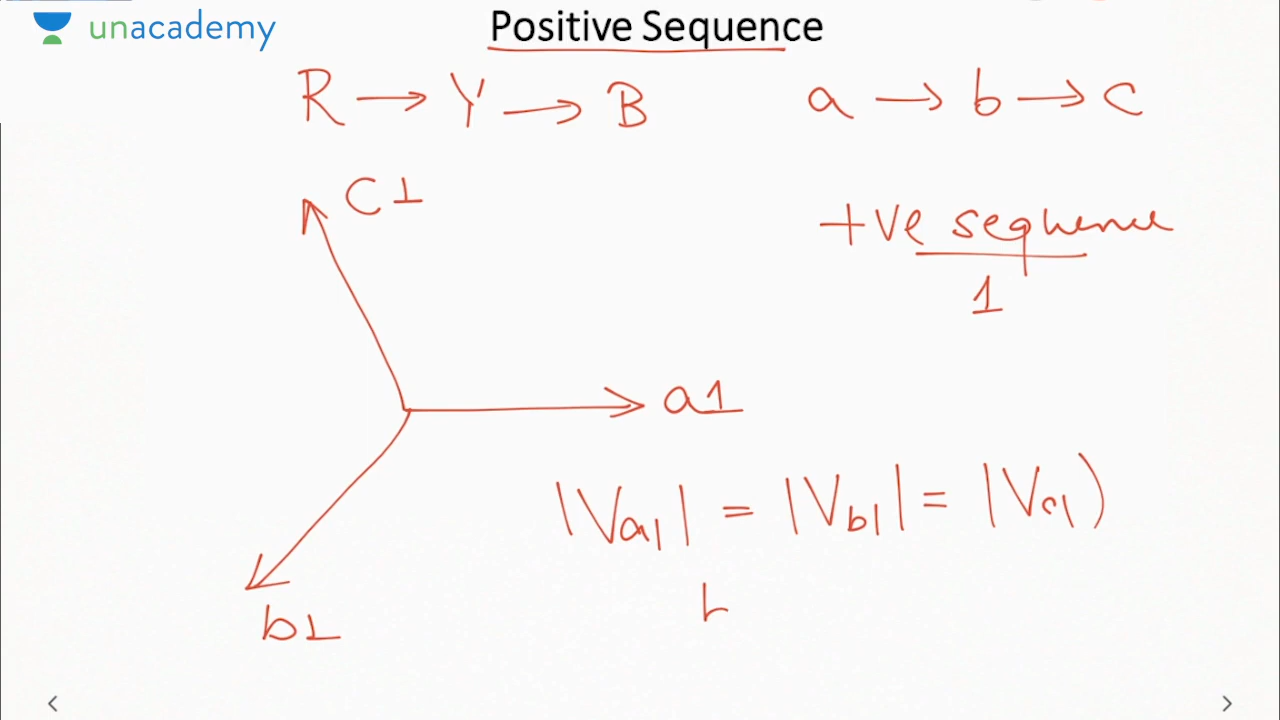 unacademy
Positive Sequence
R → Y → B
a → b → c
+ve sequence
1
C1
a1
|Va1| = |Vb1| = |Vc1|
b1